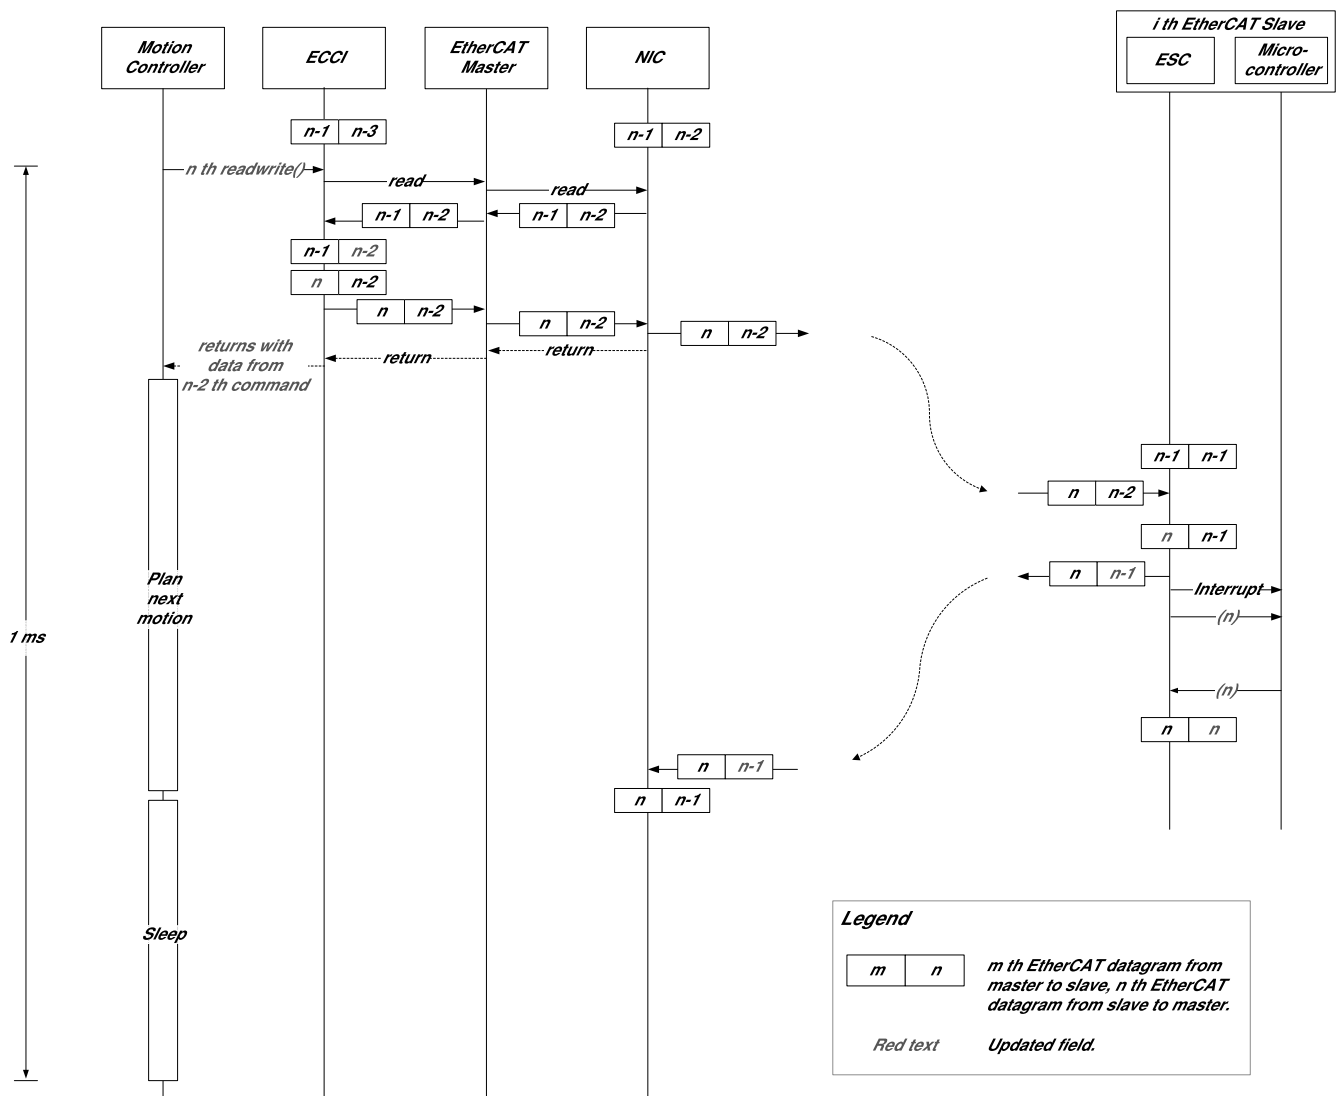 i th EtherCAT Slave
Motion
Controller
ECCI
EtherCAT
Master
NIC
ESC
Micro-
controller
n-1 n-3
n-1 n-2
n th readwrite()
read
read
n-1 n-2
n-1 n-2
n-1 n-2
n n-2
n n-2
n n-2
n n-2
returns with
data from
n-2 th command
return
return
n-1 n-1
n n-2
n n-1
n n-1
Interrupt
(n)
Plan
next
motion
1 ms
(n)
n n
n n-1
n n-1
Sleep
Legend
m n
m th EtherCAT datagram from
master to slave, n th EtherCAT
datagram from slave to master.
Red text
Updated field.